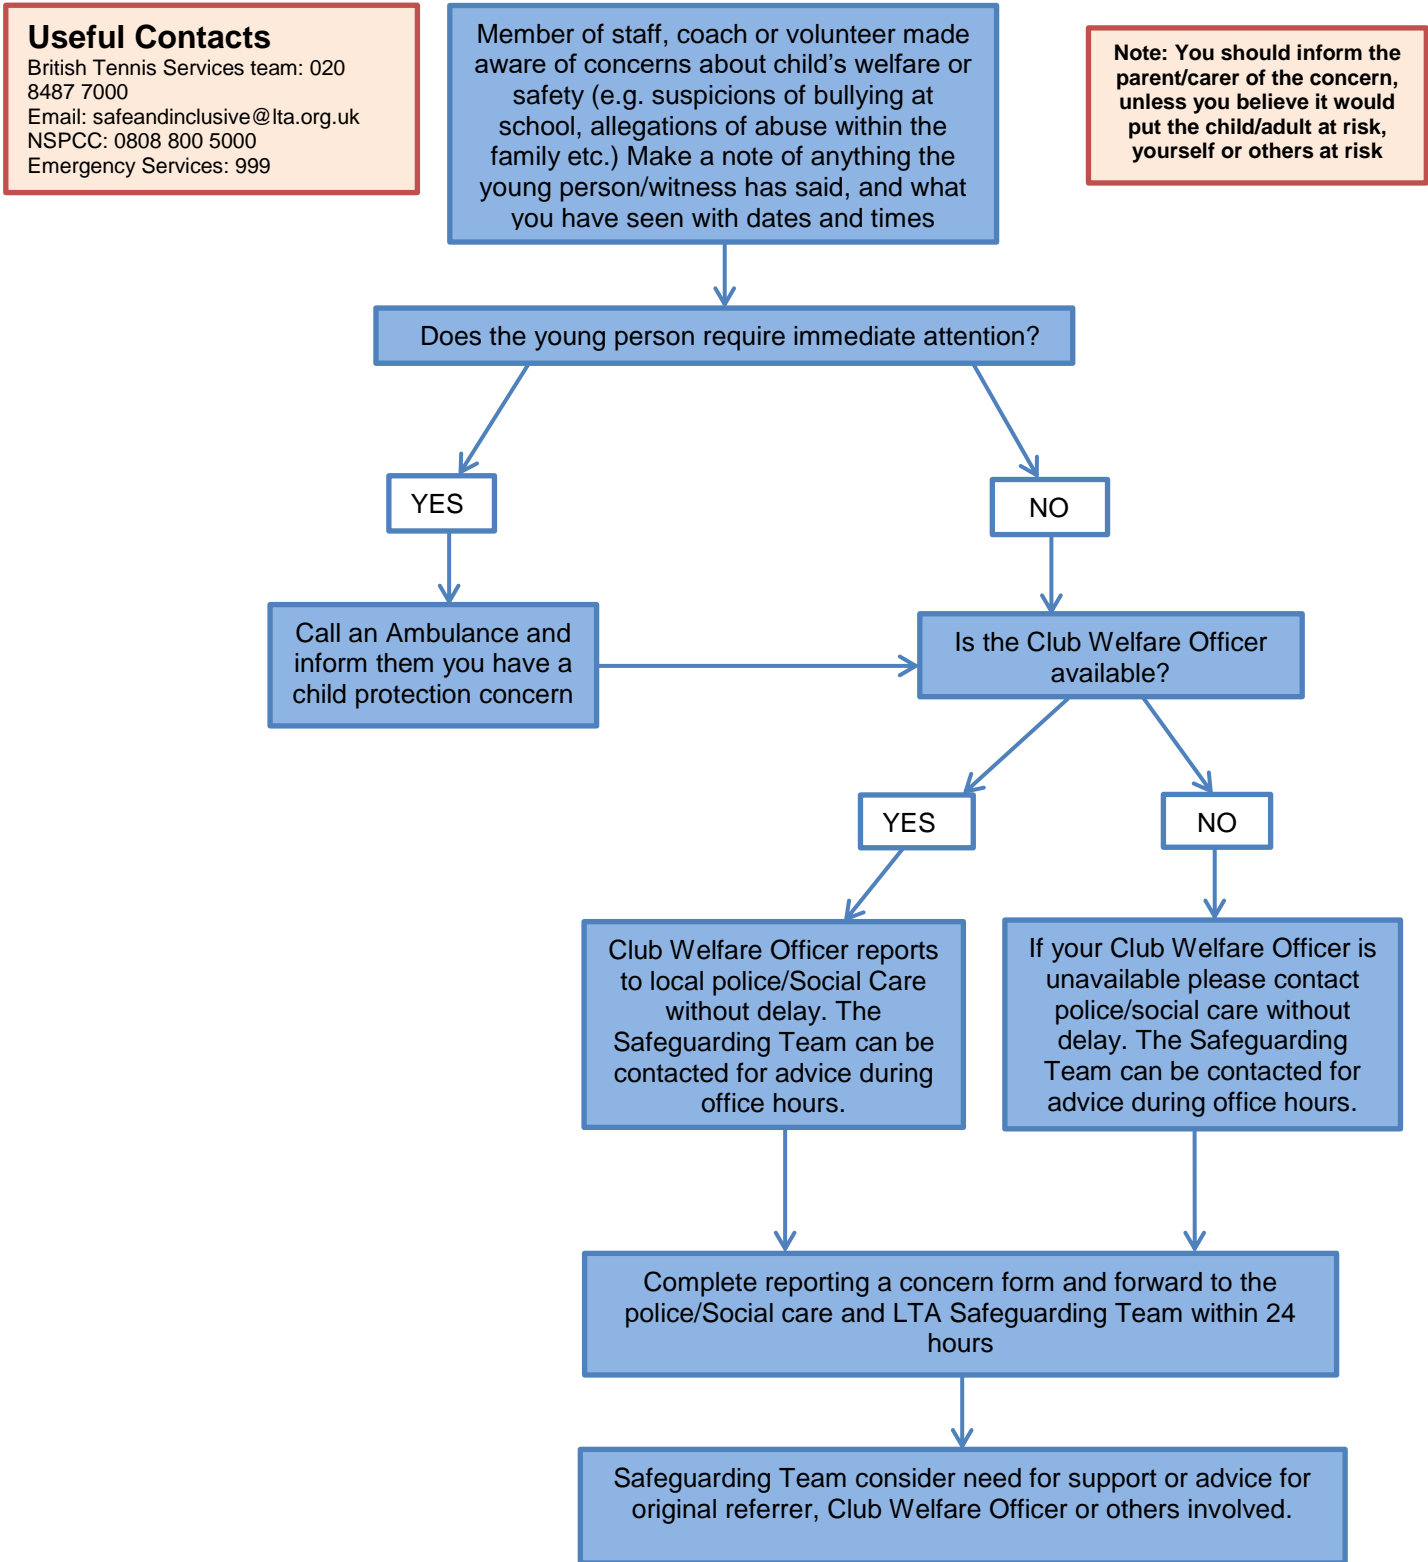 Useful Contacts
British Tennis Services team: 020
8487 7000
Email: safeandinclusive@lta.org.uk
NSPCC: 0808 800 5000
Emergency Services: 999
Member of staff, coach or volunteer made
aware of concerns about child's welfare or
safety (e.g. suspicions of bullying at
school, allegations of abuse within the
family etc.) Make a note of anything the
young person/witness has said, and what
you have seen with dates and times
Note: You should inform the
parent/carer of the concern,
unless you believe it would
put the child/adult at risk,
yourself or others at risk
Does the young person require immediate attention?
YES
NO
Call an Ambulance and
inform them you have a
child protection concern
Is the Club Welfare Officer
available?
YES
NO
Club Welfare Officer reports
to local police/Social Care
without delay. The
Safeguarding Team can be
contacted for advice during
office hours.
If your Club Welfare Officer is
unavailable please contact
police/social care without
delay. The Safeguarding
Team can be contacted for
advice during office hours.
Complete reporting a concern form and forward to the
police/Social care and LTA Safeguarding Team within 24
hours
Safeguarding Team consider need for support or advice for
original referrer, Club Welfare Officer or others involved.